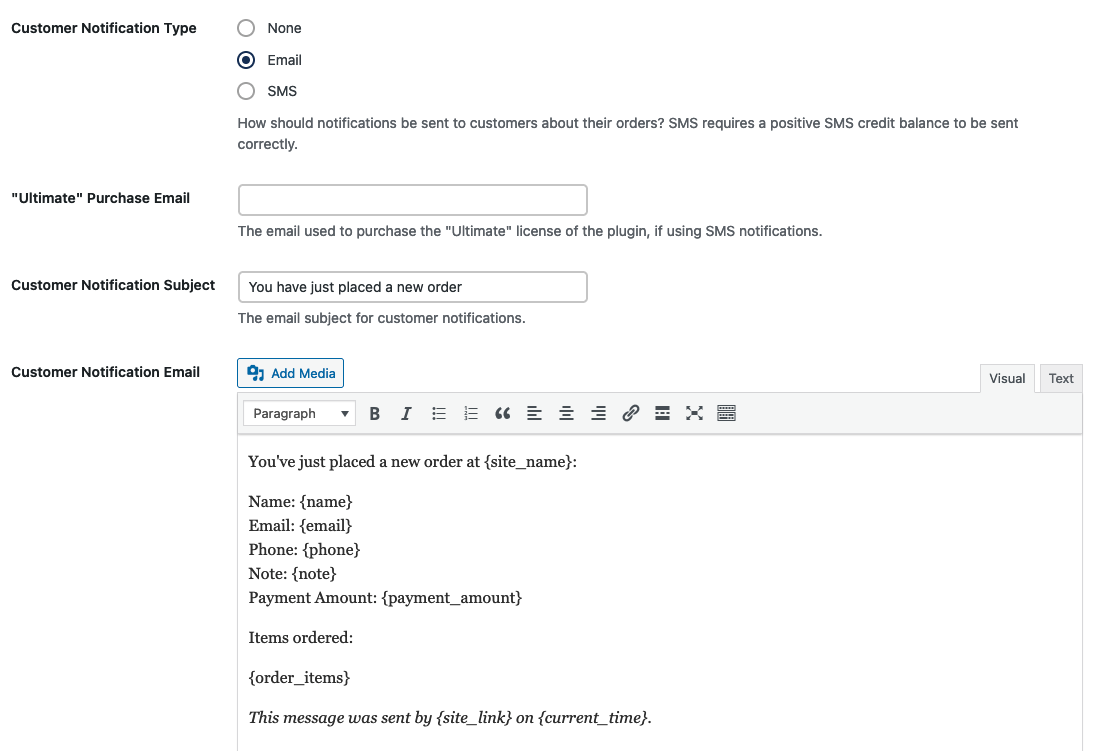 Customer Notification Type
None
Email
SMS
How should notifications be sent to customers about their orders? SMS requires a positive SMS credit balance to be sent
correctly.
"Ultimate" Purchase Email
The email used to purchase the "Ultimate" license of the plugin, if using SMS notifications.
Customer Notification Subject
You have just placed a new order
The email subject for customer notifications.
Customer Notification Email
Add Media
Visual
Text
Paragraph
You've just placed a new order at {site_name}:
Name: {name}
Email: {email}
Phone: {phone}
Note: {note}
Payment Amount: {payment_amount}
Items ordered:
{order_items}
This message was sent by {site_link} on {current_time}.